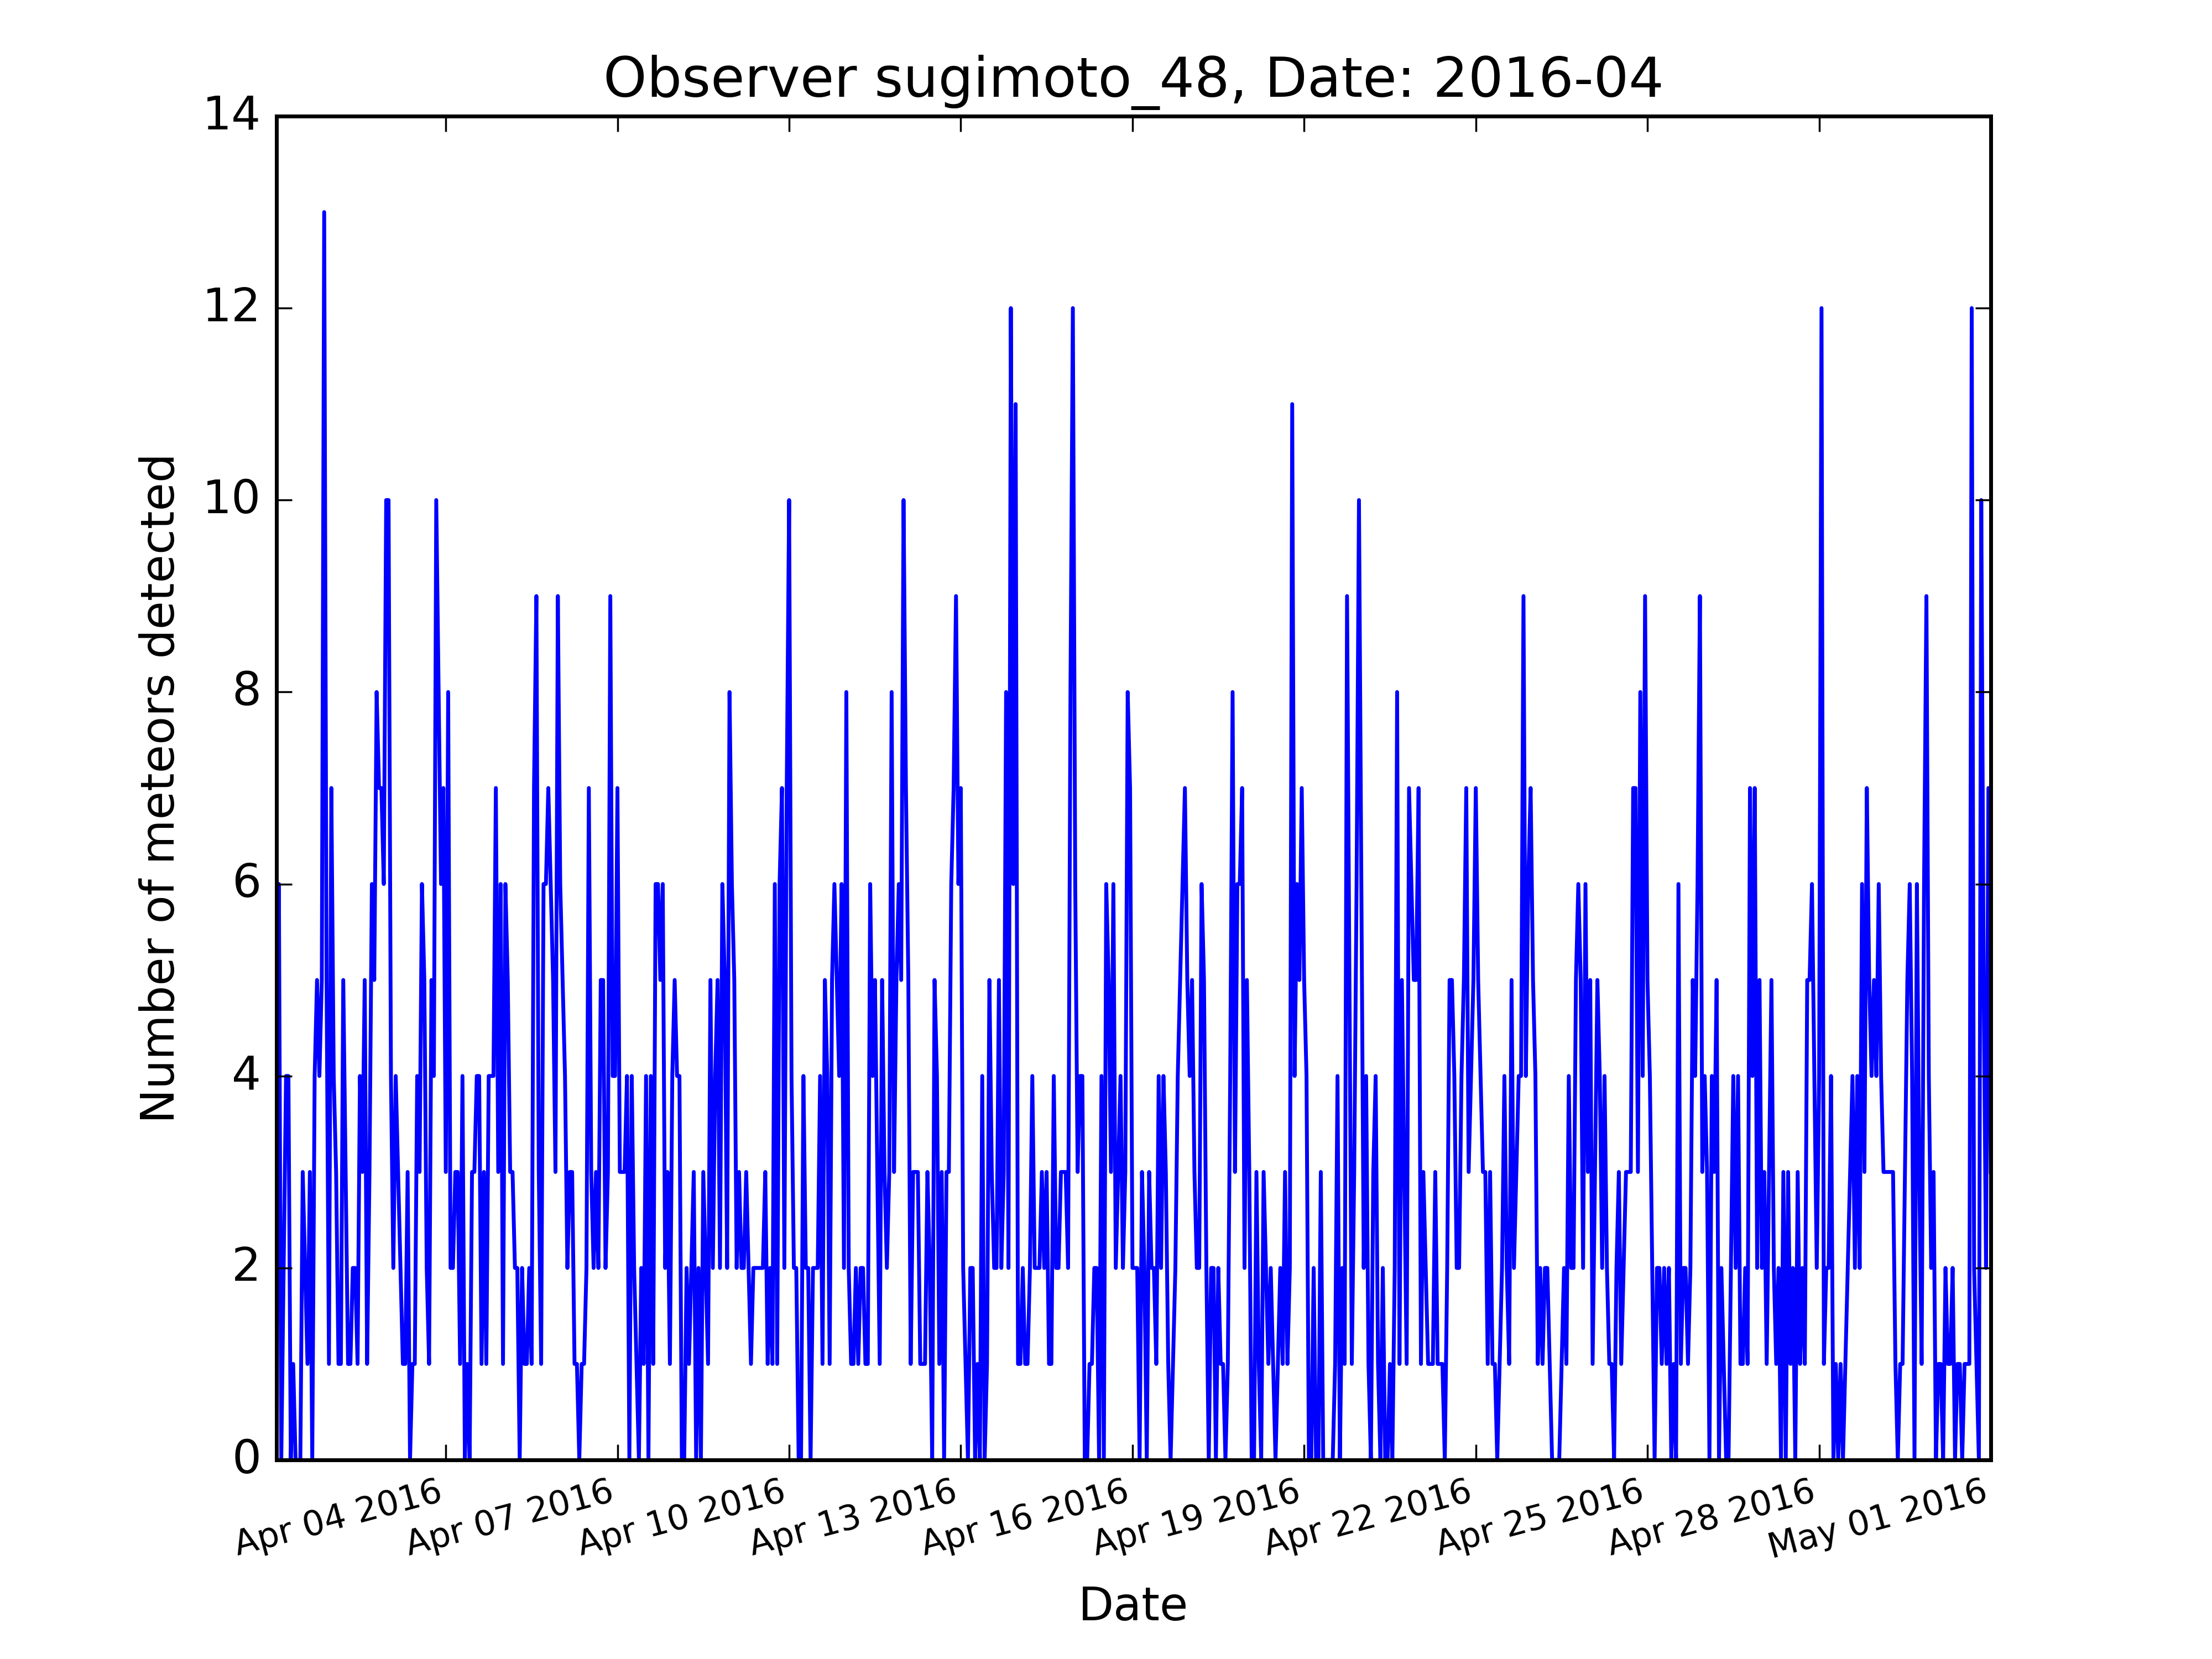 Observer sugimoto_48, Date: 2016-04
14
12
10
8
6
4
2
0
Number of meteors detected
Apr 04 2016
Apr 07 2016
Apr 10 2016
Apr 13 2016
Apr 16 2016
Apr 19 2016
Apr 22 2016
Apr 25 2016
Apr 28 2016
May 01 2016
Date